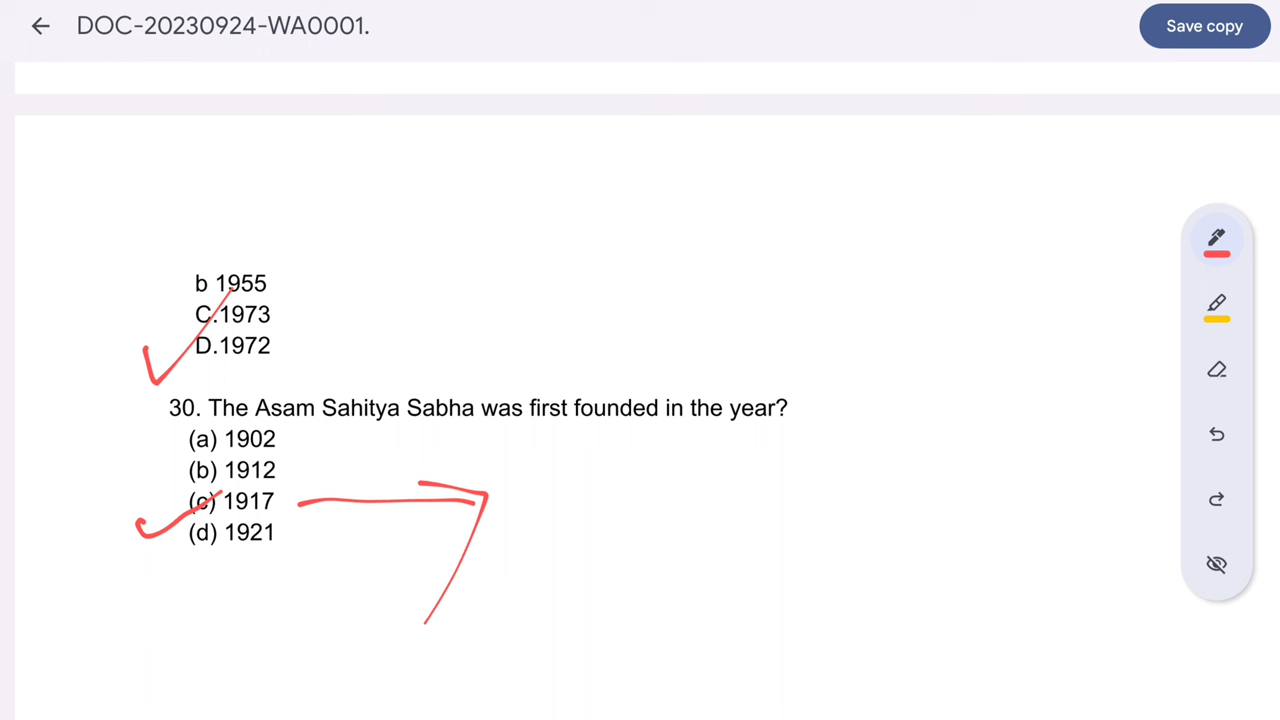 DOC-20230924-WA0001.
Save copy
b 1955
C.1973
D.1972
30. The Asam Sahitya Sabha was first founded in the year?
(a) 1902
(b) 1912
(c) 1917
(d) 1921